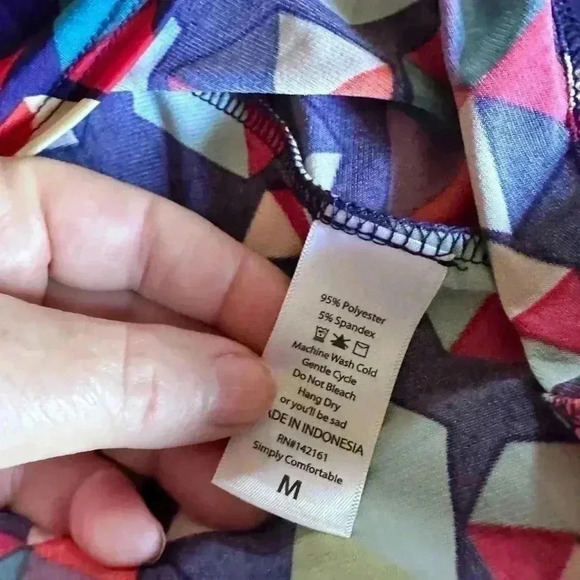 95% Polyester
5% Spandex
Machine Wash Cold
Gentle Cycle
Do Not Bleach
Hang Dry
or you'll be sad
ADE IN INDONESIA
RN#142161
Simply Comfortable
M